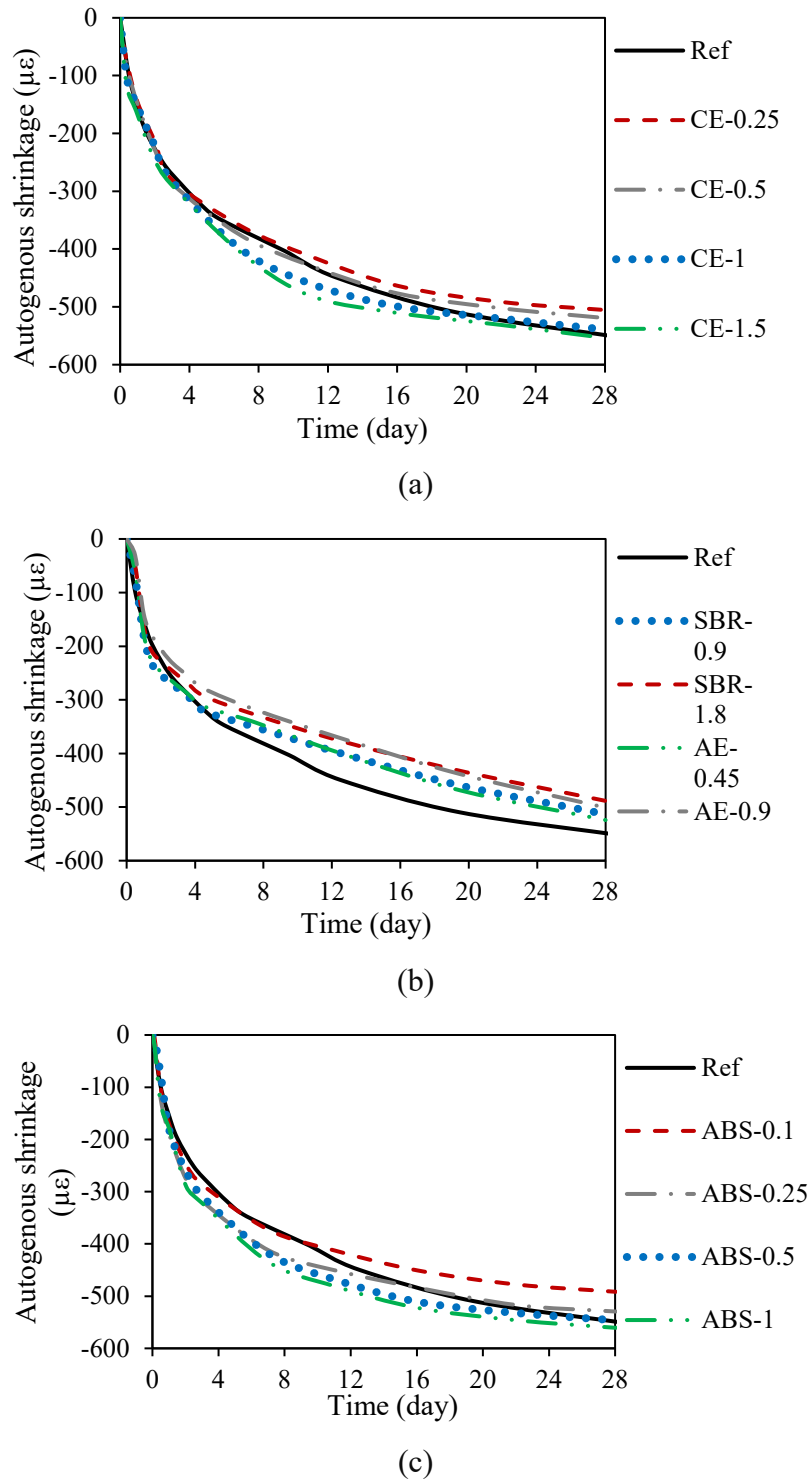 0
-100
-200
-300
-400
-500
-600
Autogenous shrinkage (με)
0 4 8 12 16 20 24 28
Time (day)
Ref
CE-0.25
CE-0.5
CE-1
CE-1.5
(a)
0
-100
-200
-300
-400
-500
-600
Autogenous shrinkage (με)
0 4 8 12 16 20 24 28
Time (day)
Ref
SBR-
0.9
SBR-
1.8
AE-
0.45
AE-0.9
(b)
0
-100
-200
-300
-400
-500
-600
Autogenous shrinkage
(με)
0 4 8 12 16 20 24 28
Time (day)
Ref
ABS-0.1
ABS-0.25
ABS-0.5
ABS-1
(c)